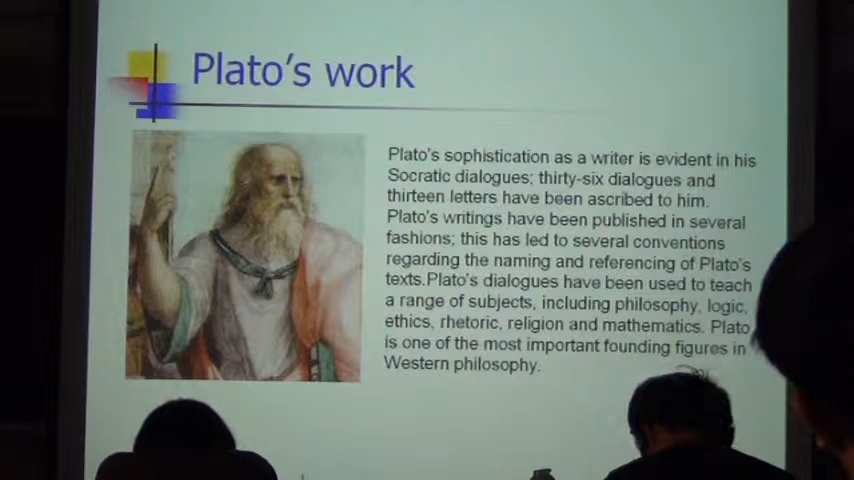 Plato's work
Plato's sophistication as a writer is evident in his
Socratic dialogues; thirty-six dialogues and
thirteen letters have been ascribed to him.
Plato's writings have been published in several
fashions; this has led to several conventions
regarding the naming and referencing of Plato's
texts.Plato's dialogues have been used to teach
a range of subjects, including philosophy, logic,
ethics, rhetoric, religion and mathematics. Plato
is one of the most important founding figures in
Western philosophy.